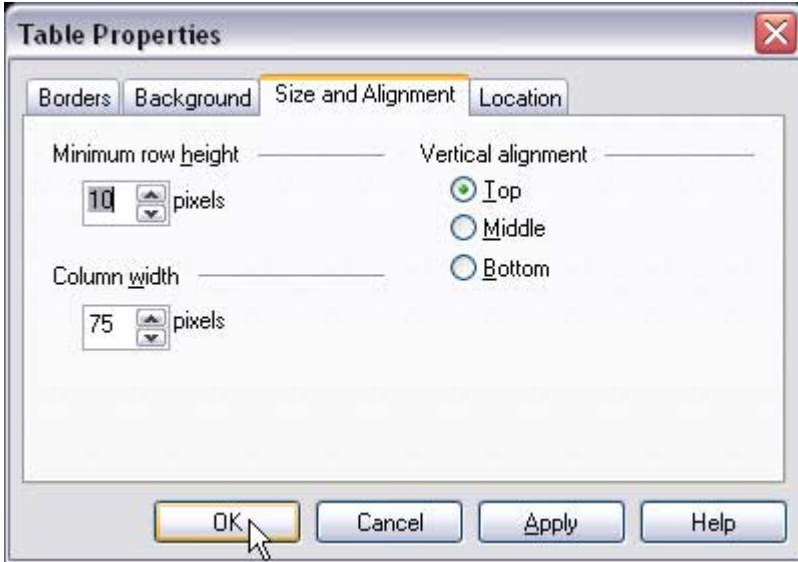 Table Properties
Borders Background Size and Alignment Location
Minimum row height Vertical alignment
10 pixels Top
Middle
Column width Bottom
75 pixels
OK Cancel Apply Help